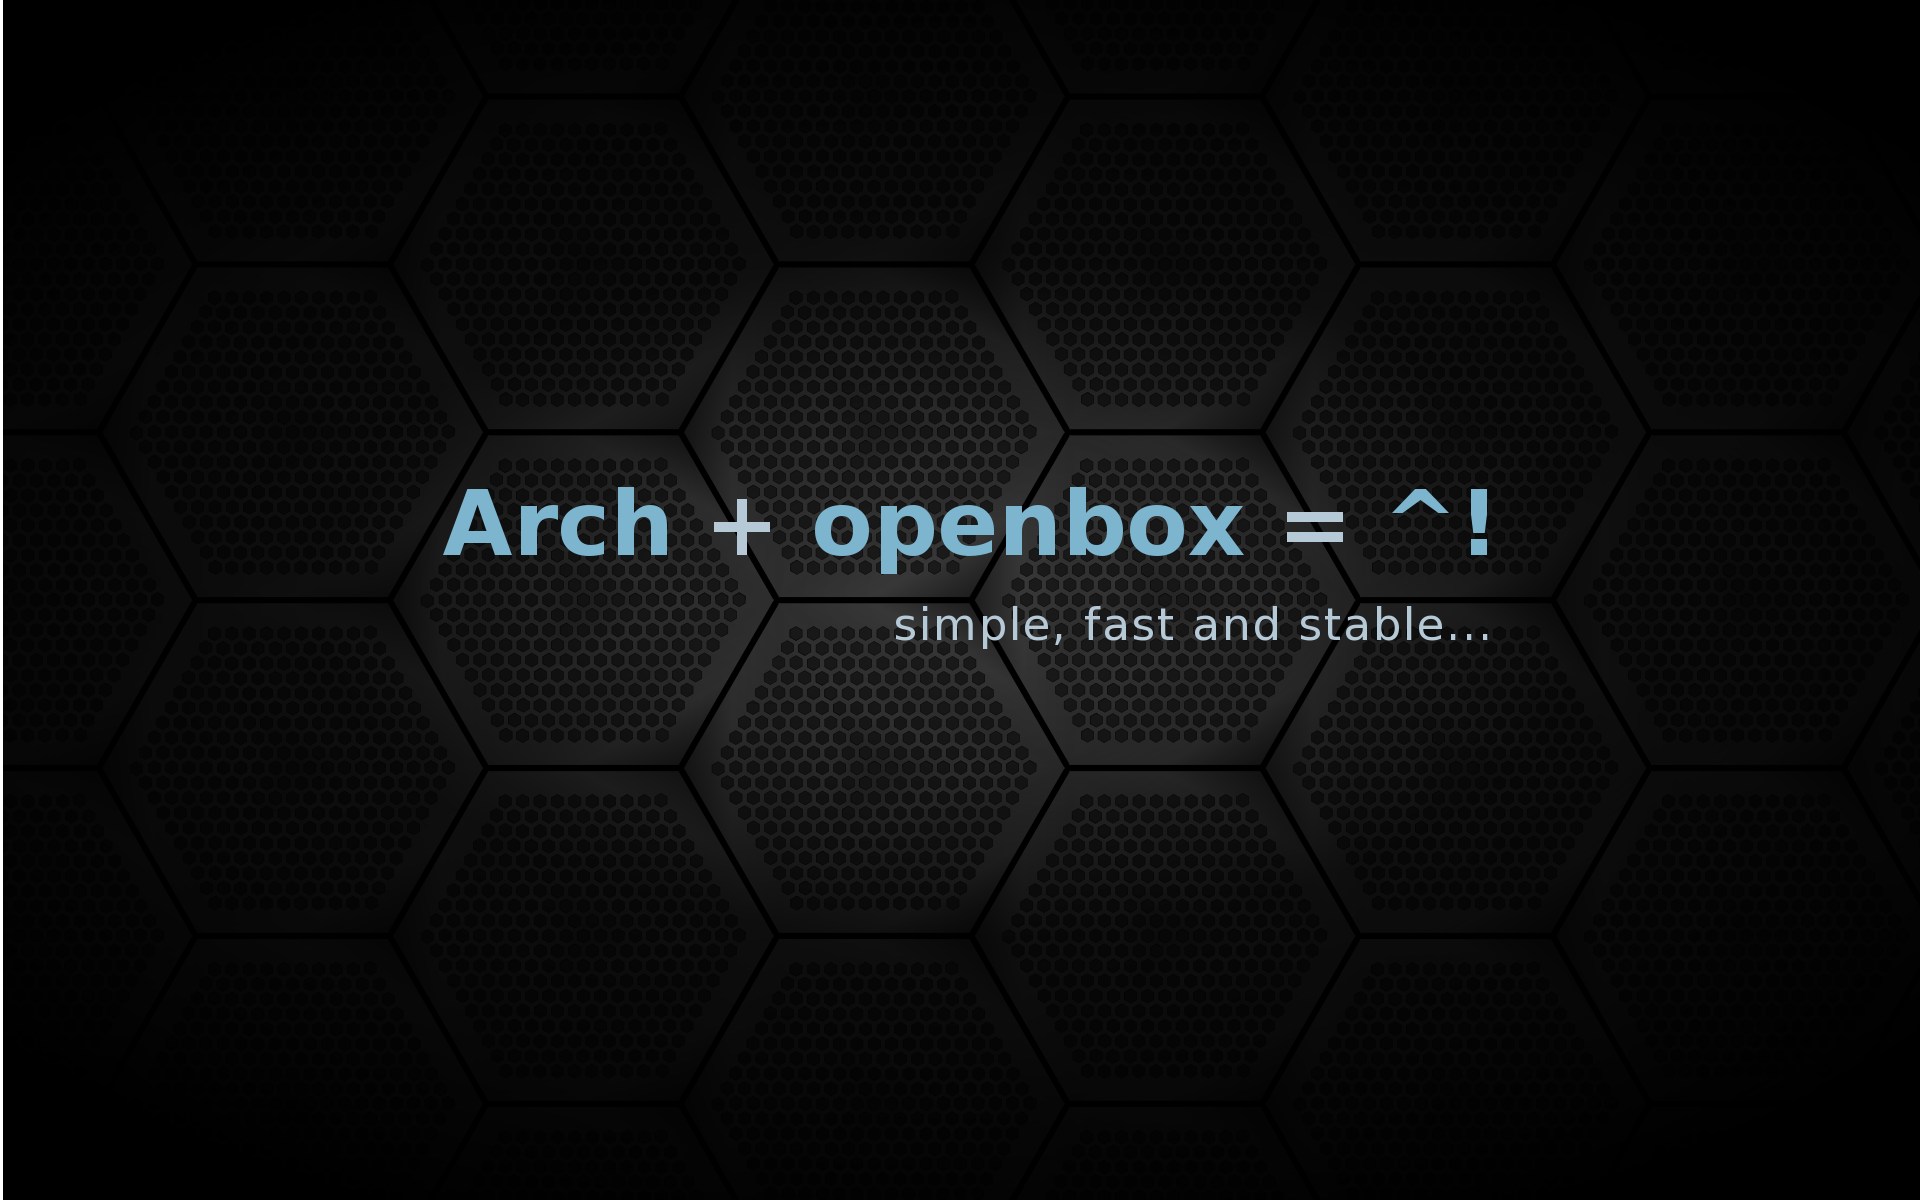 Arch + openbox = ^!
simple, fast and stable...